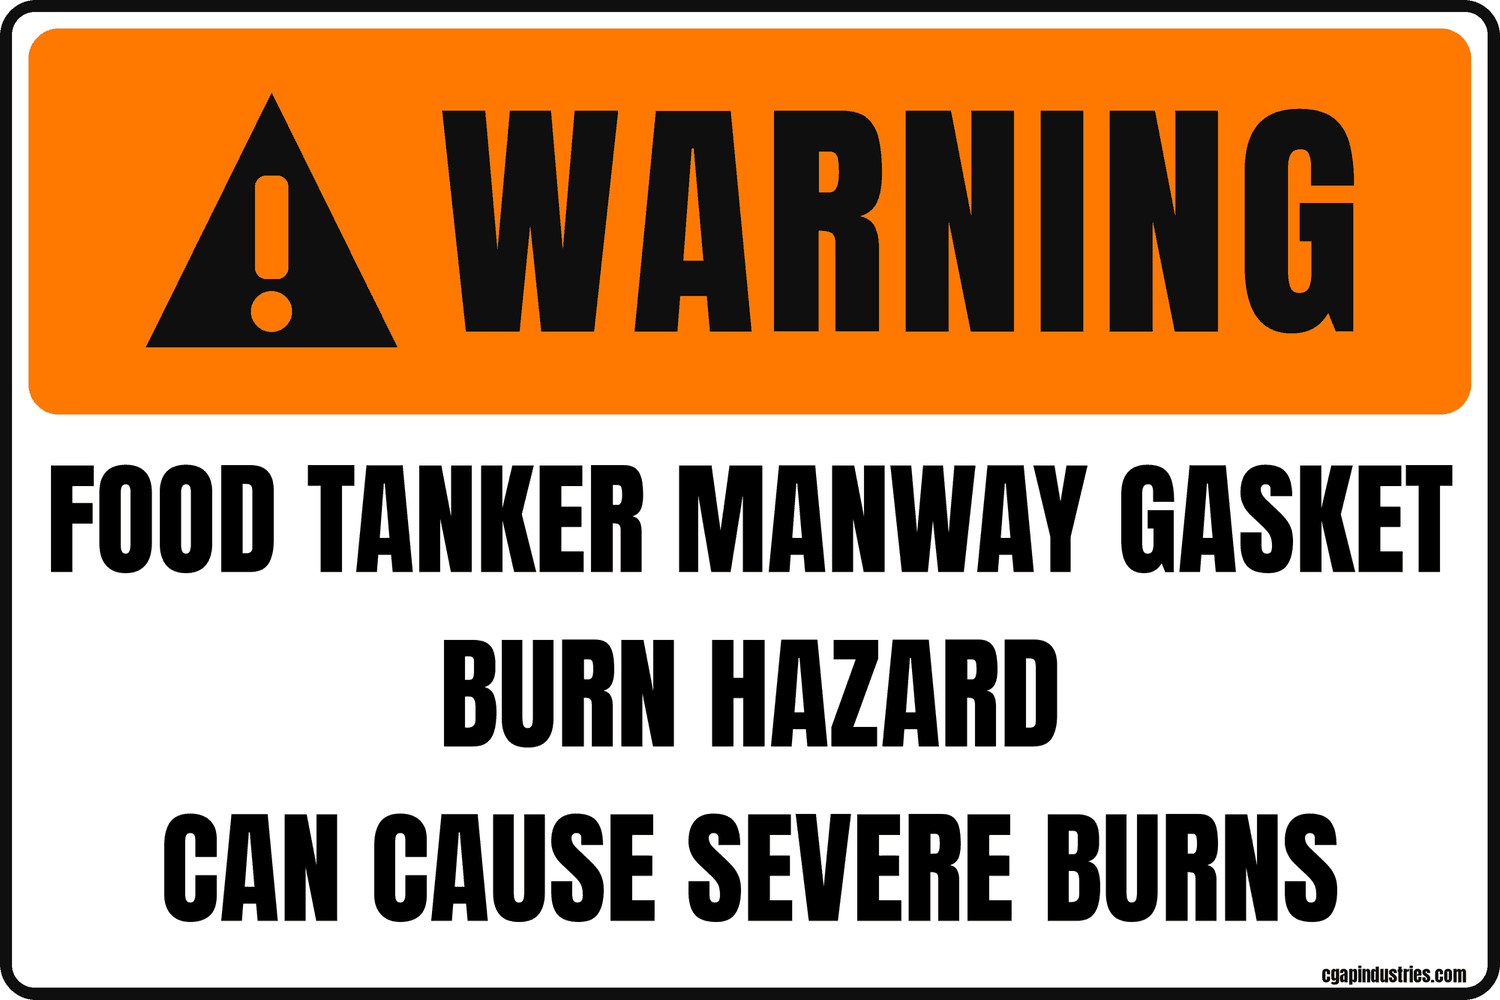 WARNING
FOOD TANKER MANWAY GASKET
BURN HAZARD
CAN CAUSE SEVERE BURNS
cgapindustries.com